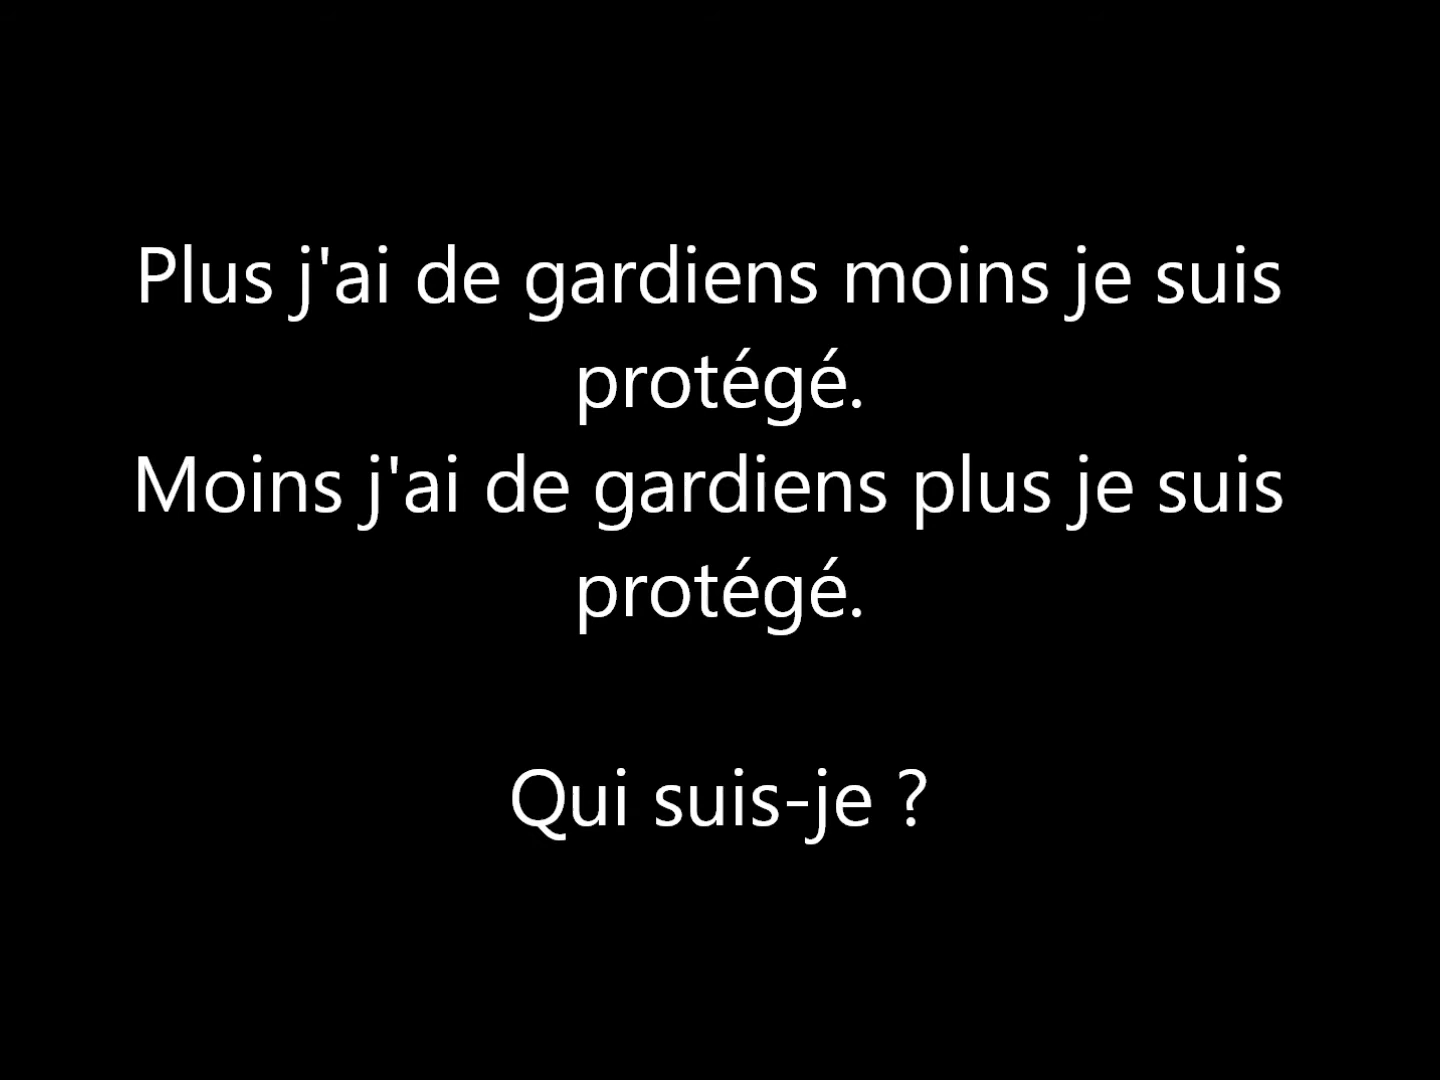 Plus j'ai de gardiens moins je suis
protégé.
Moins j'ai de gardiens plus je suis
protégé.
Qui suis-je ?